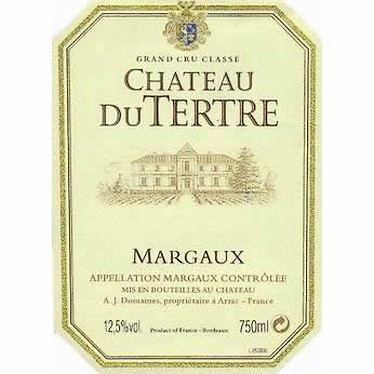 GRAND CRU CLASSÉ
CHATEAU
DU TERTRE
MARGAUX
APPELLATION MARGAUX CONTRÔLÉE
MIS EN BOUTEILLES AU CHATEAU
A. J. Domaines, propriétaire à Arsac - France
12,5%vol. Product of France - Bordeaux 750ml